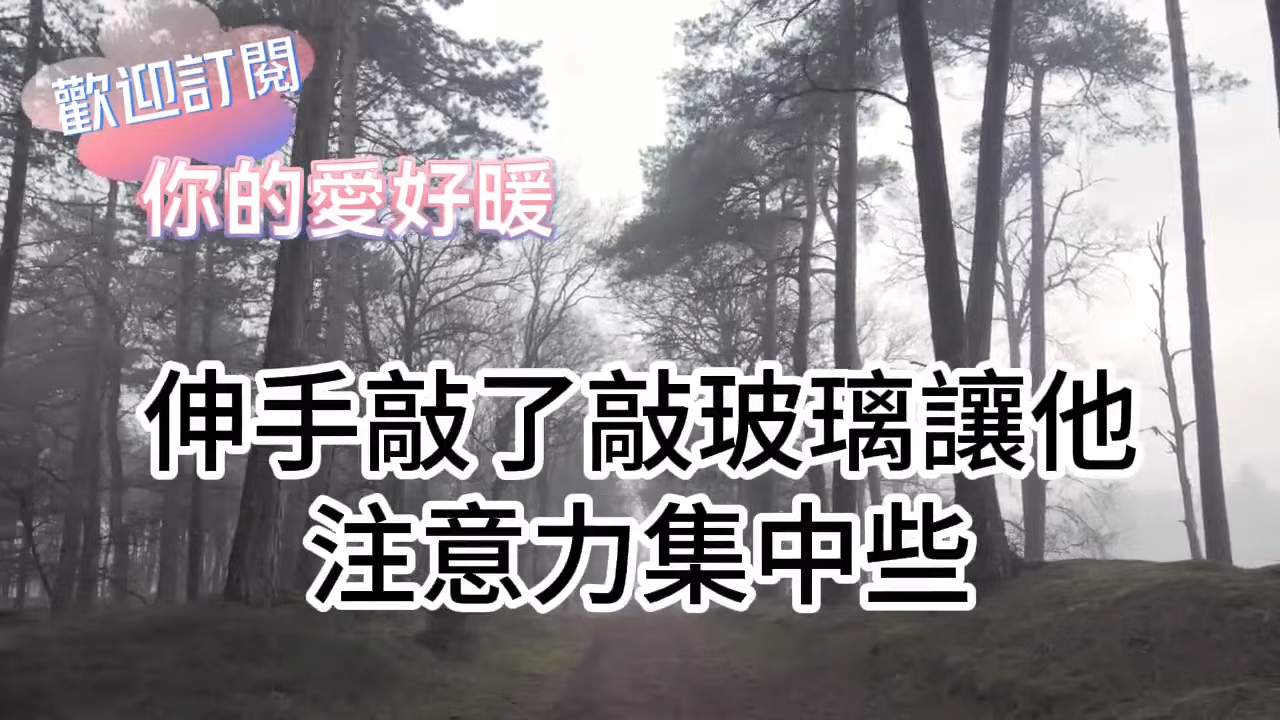 歡迎訂閱
你的愛好暖
伸手敲了敲玻璃讓他
注意力集中些